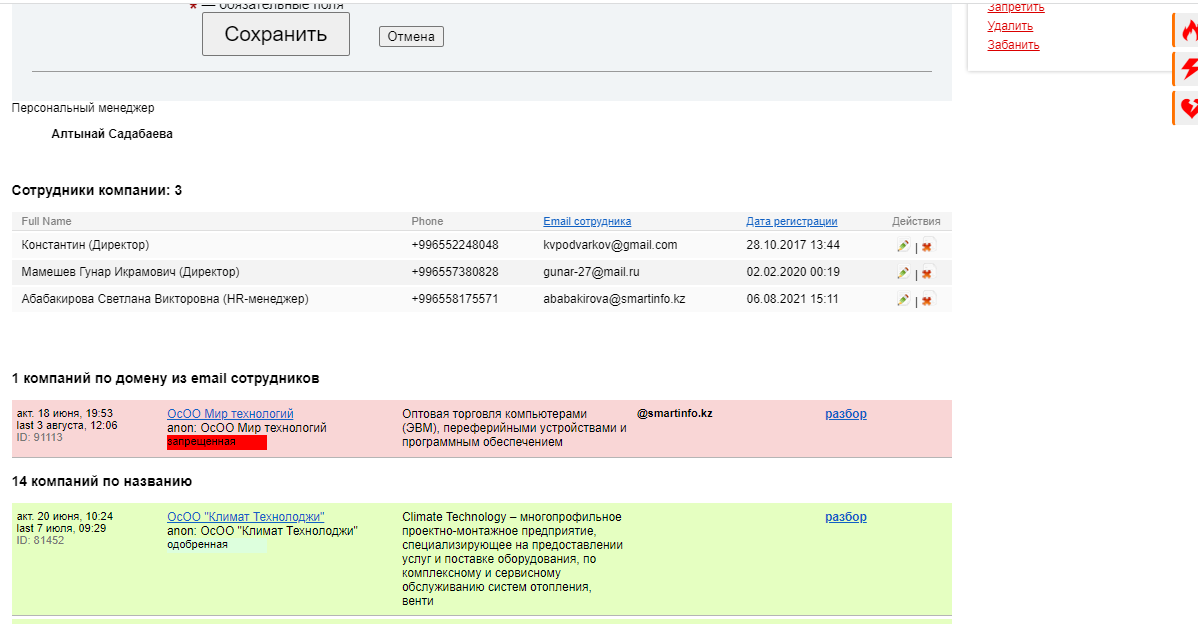 * — обязательные поля
Сохранить
Отмена
Запретить
Удалить
Забанить
Персональный менеджер
Алтынай Садабаева
Сотрудники компании: 3
Full Name Phone Email сотрудника Дата регистрации Действия
Константин (Директор) +996552248048 kvpodvarkov@gmail.com 28.10.2017 13:44 |
Мамешев Гунар Икрамович (Директор) +996557380828 gunar-27@mail.ru 02.02.2020 00:19 |
Абабакирова Светлана Викторовна (HR-менеджер) +996558175571 ababakirova@smartinfo.kz 06.08.2021 15:11 |
1 компаний по домену из email сотрудников
акт. 18 июня, 19:53
last 3 августа, 12:06
ID: 91113
ОсОО Мир технологий
anon: ОсОО Мир технологий
запрещенная
Оптовая торговля компьютерами
(ЭВМ), переферийными устройствами и
программным обеспечением
@smartinfo.kz
разбор
14 компаний по названию
акт. 20 июня, 10:24
last 7 июля, 09:29
ID: 81452
ОсОО "Климат Технолоджи"
anon: ОсОО "Климат Технолоджи"
одобренная
Climate Technology – многопрофильное
проектно-монтажное предприятие,
специализирующее на предоставлении
услуг и поставке оборудования, по
комплексному и сервисному
обслуживанию систем отопления,
венти
разбор